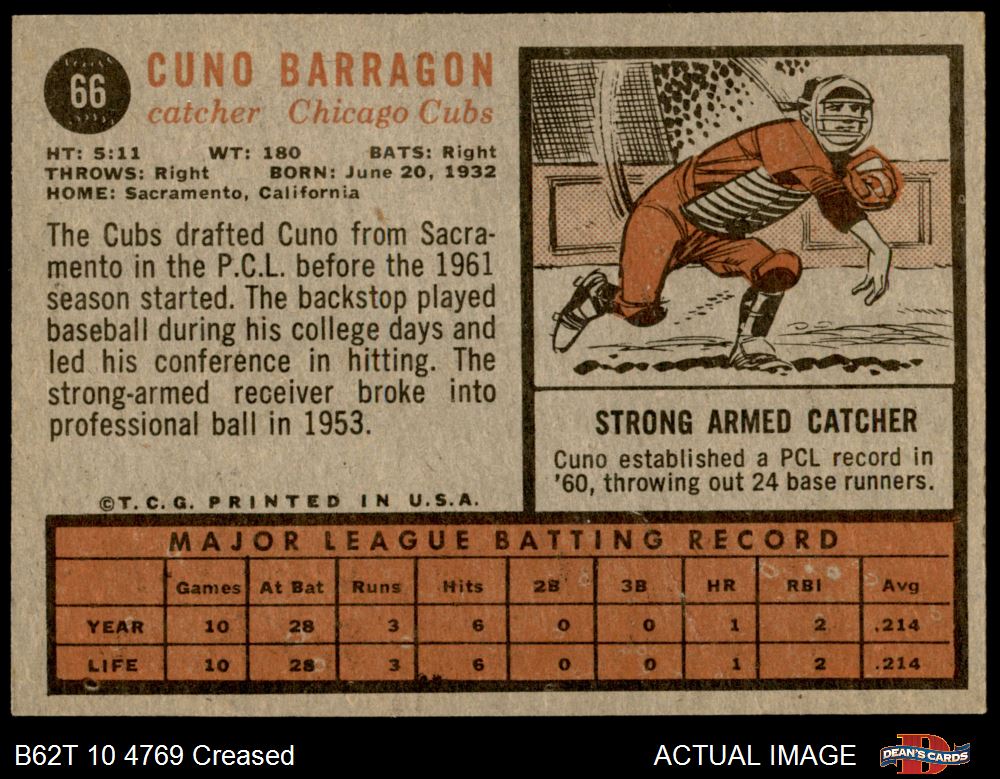 66
CUNO BARRAGON
catcher Chicago Cubs
HT: 5:11 WT: 180 BATS: Right
THROWS: Right BORN: June 20, 1932
HOME: Sacramento, California
The Cubs drafted Cuno from Sacra-
mento in the P.C.L. before the 1961
season started. The backstop played
baseball during his college days and
led his conference in hitting. The
strong-armed receiver broke into
professional ball in 1953.
©T.C.G. PRINTED IN U.S.A.
STRONG ARMED CATCHER
Cuno established a PCL record in
'60, throwing out 24 base runners.
MAJOR LEAGUE BATTING RECORD
Games At Bat Runs Hits 2B 3B HR RBI Avg
YEAR 10 28 3 6 0 0 1 2 .214
LIFE 10 28 3 6 0 0 1 2 .214
B62T 10 4769 Creased ACTUAL IMAGE
DEAN'S CARDS